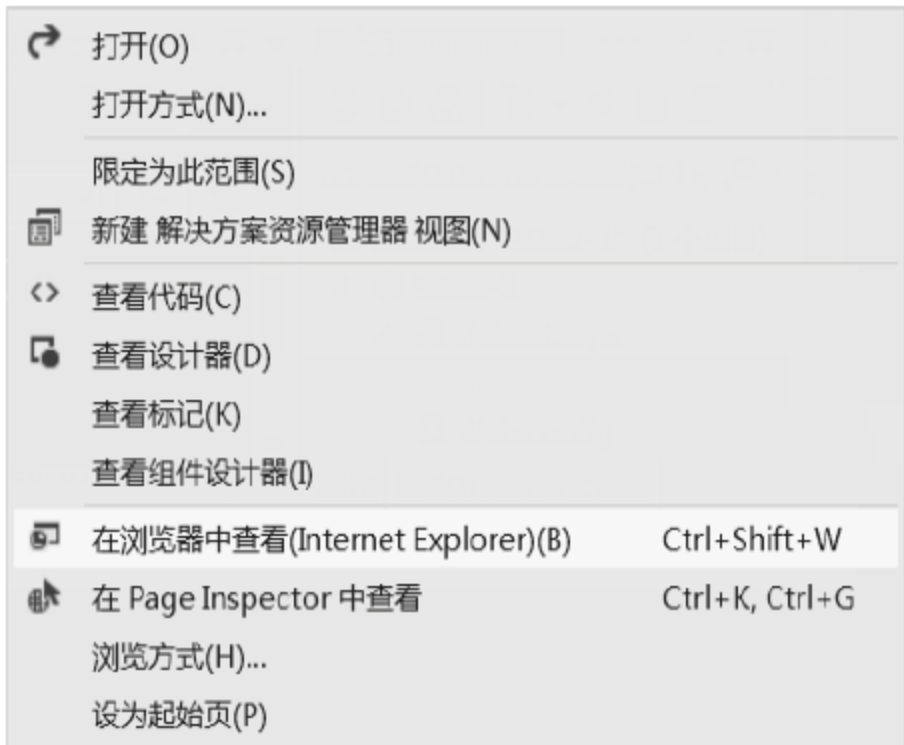 打开(O)
打开方式(N)...
限定为此范围(S)
新建 解决方案资源管理器 视图(N)
查看代码(C)
查看设计器(D)
查看标记(K)
查看组件设计器(I)
在浏览器中查看(Internet Explorer)(B) Ctrl+Shift+W
在 Page Inspector 中查看 Ctrl+K, Ctrl+G
浏览方式(H)...
设为起始页(P)